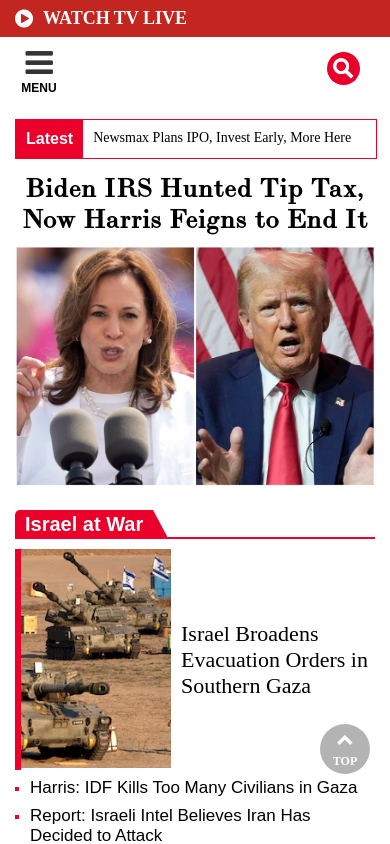 WATCH TV LIVE
MENU
Latest
Newsmax Plans IPO, Invest Early, More Here
Biden IRS Hunted Tip Tax,
Now Harris Feigns to End It
Israel at War
Israel Broadens
Evacuation Orders in
Southern Gaza
TOP
Harris: IDF Kills Too Many Civilians in Gaza
Report: Israeli Intel Believes Iran Has
Decided to Attack